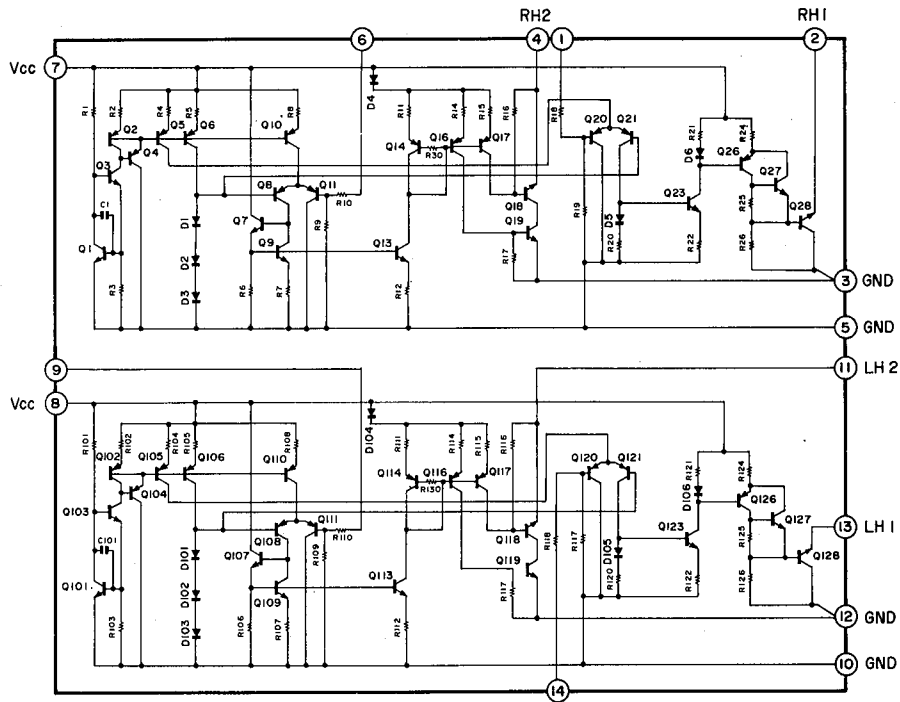 RH2 RH1
6 4 1 2
Vcc 7
D4
R1 R2 R4 R5 R8 R11 R14 R15 R16 R18
Q2 Q5 Q6 Q10 Q16 Q17 Q20 Q21 R21 R24
Q3 Q4 Q14 R30 D6 Q26
Q27
Q8 Q11 R10 Q18 Q23 R25 Q28
C1 D1 Q7 R9 Q19 R19 D5
Q1 D2 Q9 Q13 R17 R20 R22 R26
R3 D3 R6 R7 R12
3 GND
5 GND
9 11 LH2
Vcc 8
D104
R101 R102 R104 R105 R108 R111 R114 R115 R116
Q102 Q105 Q106 Q110 Q114 Q116 Q117 Q120 Q121 R121 R124
Q104 R130 D106 Q126
Q103 Q111 R110 R118 R117 Q127 13 LH1
Q108 R109 Q118 Q123 R125
C101 D101 Q107 Q119 D105 Q128
Q101 D102 Q109 Q113 R117 R120 R122 R126
R103 D103 R106 R107 R112
12 GND
10 GND
14